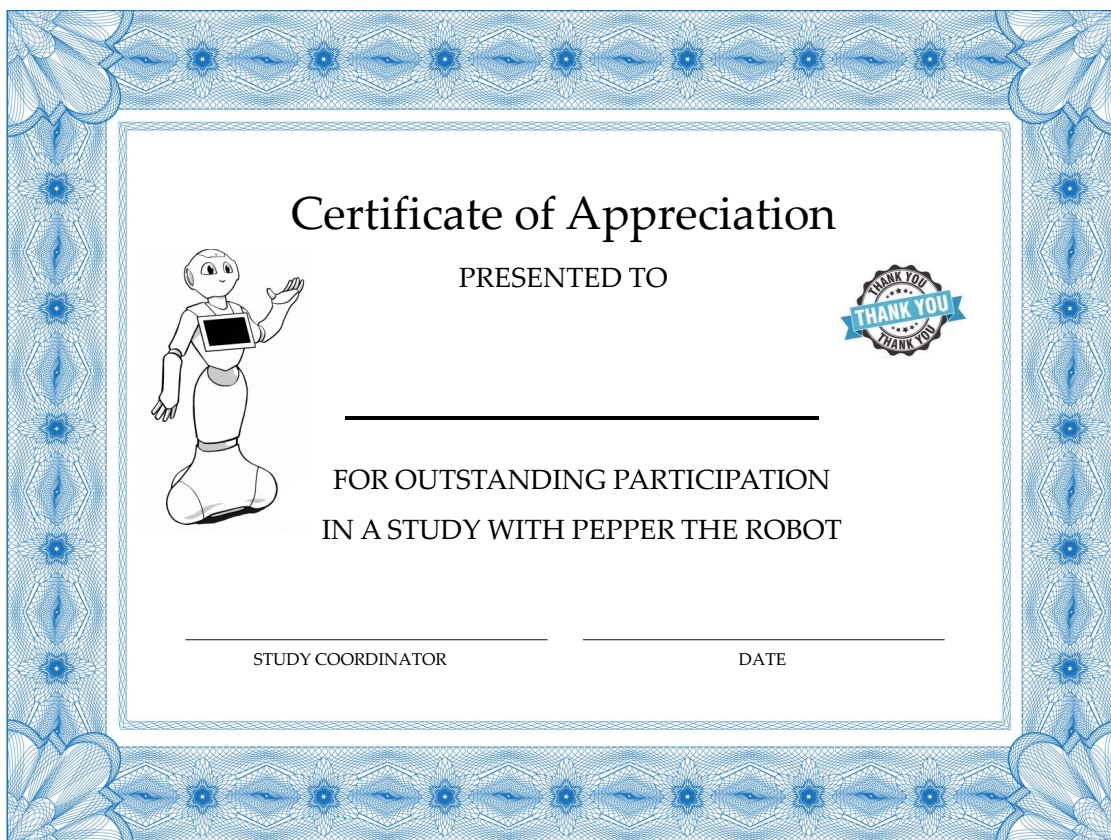 Certificate of Appreciation
PRESENTED TO
THANK YOU
THANK YOU
THANK YOU
FOR OUTSTANDING PARTICIPATION
IN A STUDY WITH PEPPER THE ROBOT
STUDY COORDINATOR
DATE